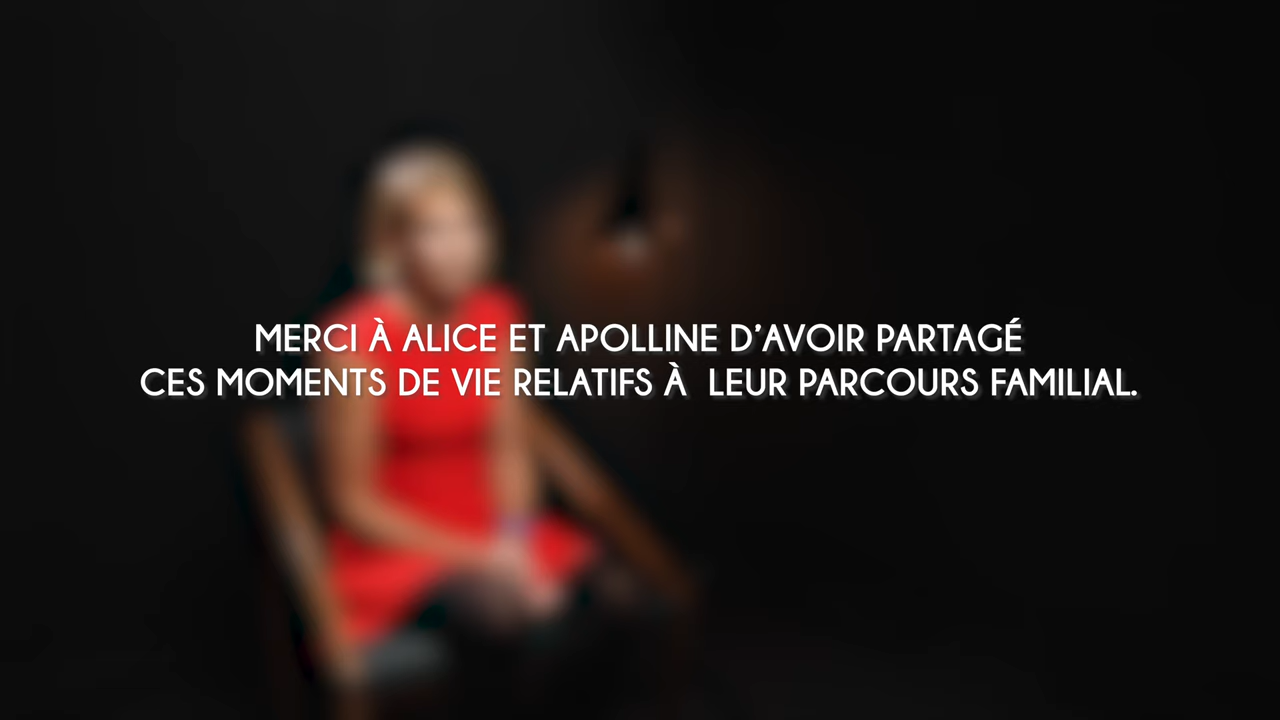 MERCI À ALICE ET APOLLINE D’AVOIR PARTAGÉ
CES MOMENTS DE VIE RELATIFS À LEUR PARCOURS FAMILIAL.